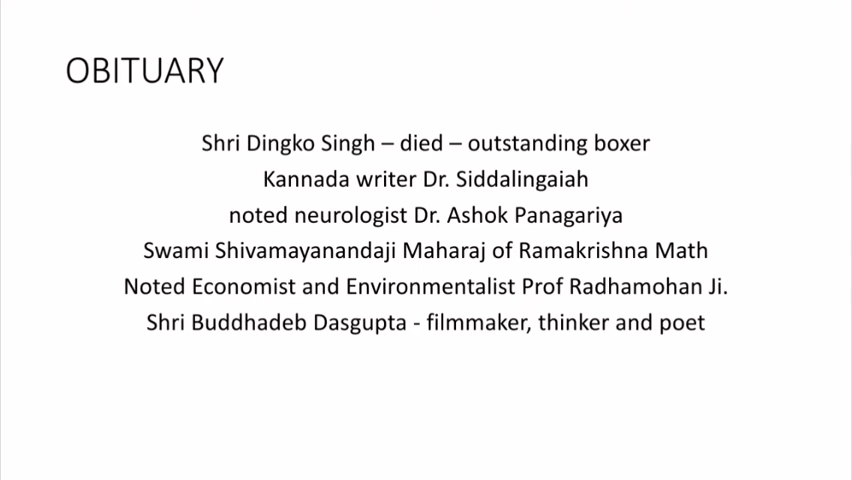 OBITUARY
Shri Dingko Singh – died – outstanding boxer
Kannada writer Dr. Siddalingaiah
noted neurologist Dr. Ashok Panagariya
Swami Shivamayanandaji Maharaj of Ramakrishna Math
Noted Economist and Environmentalist Prof Radhamohan Ji.
Shri Buddhadeb Dasgupta - filmmaker, thinker and poet